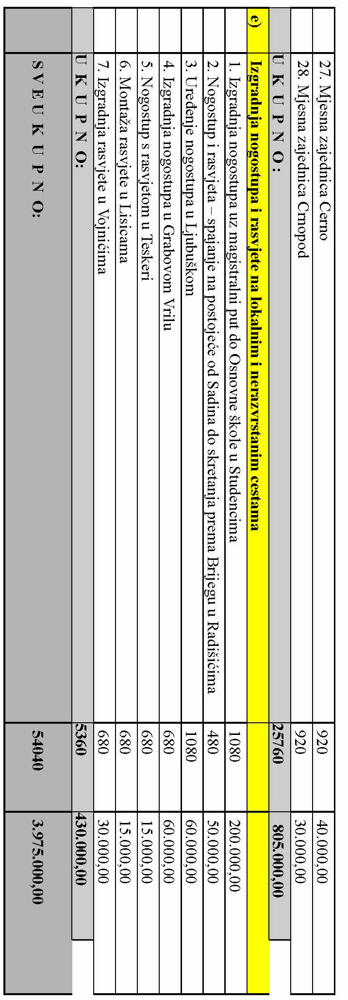 27. Mjesna zajednica Cerno 920 40.000,00
28. Mjesna zajednica Crnopod 920 30.000,00
U K U P N O : 25760 805.000,00
e) Izgradnja nogostupa i rasvjete na lokalnim i nerazvrstanim cestama
1. Izgradnja nogostupa uz magistralni put do Osnovne škole u Studencima 1080 200.000,00
2. Nogostup i rasvjeta – spajanje na postojeće od Sadina do skretanja prema Brijegu u Radišićima 480 50.000,00
3. Uređenje nogostupa u Ljubuškom 1080 60.000,00
4. Izgradnja nogostupa u Grabovom Vrilu 680 60.000,00
5. Nogostup s rasvjetom u Teskeri 680 15.000,00
6. Montaža rasvjete u Lisicama 680 15.000,00
7. Izgradnja rasvjete u Vojnićima 680 30.000,00
U K U P N O: 5360 430.000,00
S V E U K U P N O: 54040 3.975.000,00